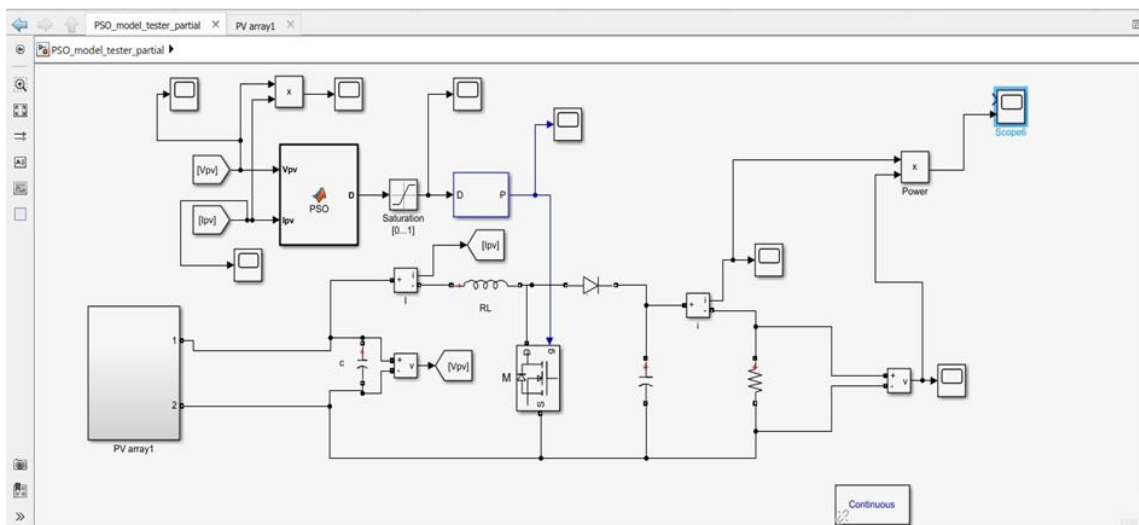 PSO_model_tester_partial
PV array1
PSO_model_tester_partial
x
[Vpv]
Vpv
PSO
D
[Ipv]
Ipv
Saturation
[0...1]
D
P
x
Power
Scope6
[Ipv]
+
-
i
I
RL
1
2
PV array1
c
+
-
v
[Vpv]
M
D
g
S
+
-
i
i
+
-
v
Continuous